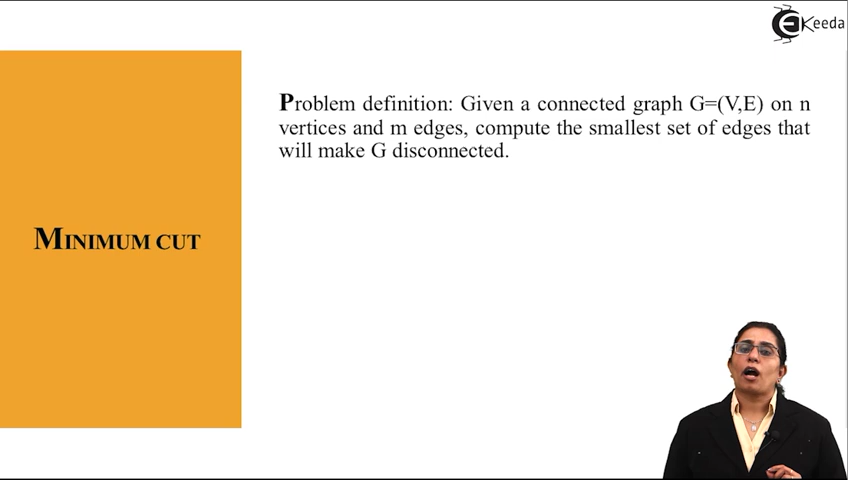 Keeda
Problem definition: Given a connected graph G=(V,E) on n
vertices and m edges, compute the smallest set of edges that
will make G disconnected.
MINIMUM CUT